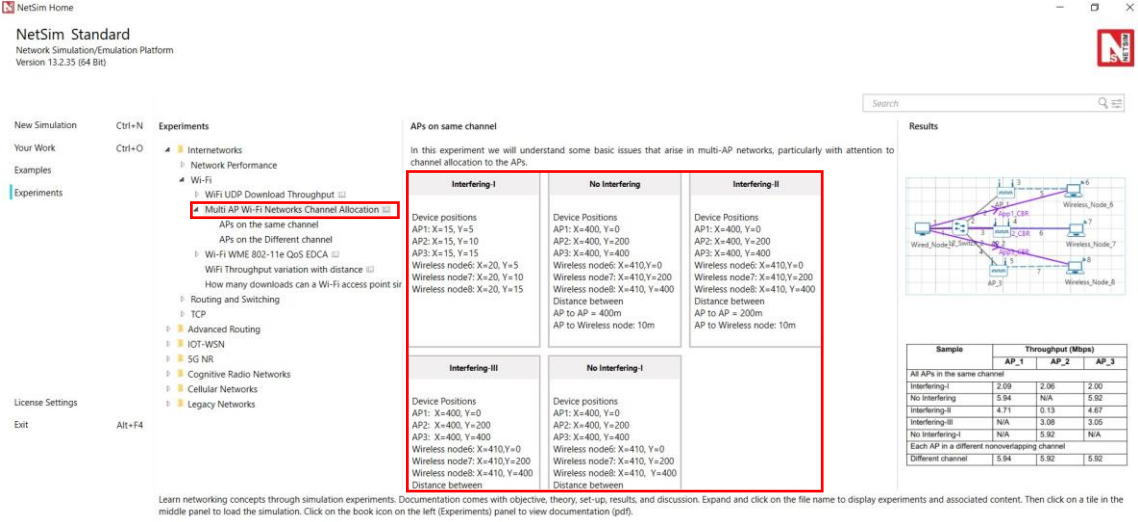 NetSim Home
NetSim Standard
Network Simulation/Emulation Platform
Version 13.2.35 (64 Bit)
NETSIM
Search
New Simulation Ctrl+N
Your Work Ctrl+O
Examples
Experiments
License Settings
Exit Alt+F4
Experiments
Internetworks
Network Performance
Wi-Fi
WiFi UDP Download Throughput
Multi AP Wi-Fi Networks Channel Allocation
APs on the same channel
APs on the Different channel
Wi-Fi WME 802-11e QoS EDCA
WiFi Throughput variation with distance
How many downloads can a Wi-Fi access point sir
Routing and Switching
TCP
Advanced Routing
IOT-WSN
5G NR
Cognitive Radio Networks
Cellular Networks
Legacy Networks
APs on same channel
In this experiment we will understand some basic issues that arise in multi-AP networks, particularly with attention to
channel allocation to the APs.
Interfering-I
Device positions
AP1: X=15, Y=5
AP2: X=15, Y=10
AP3: X=15, Y=15
Wireless node6: X=20, Y=5
Wireless node7: X=20, Y=10
Wireless node8: X=20, Y=15
No Interfering
Device Positions
AP1: X=400, Y=0
AP2: X=400, Y=200
AP3: X=400, Y=400
Wireless node6: X=410,Y=0
Wireless node7: X=410,Y=200
Wireless node8: X=410, Y=400
Distance between
AP to AP = 400m
AP to Wireless node: 10m
Interfering-II
Device Positions
AP1: X=400, Y=0
AP2: X=400, Y=200
AP3: X=400, Y=400
Wireless node6: X=410,Y=0
Wireless node7: X=410,Y=200
Wireless node8: X=410, Y=400
Distance between
AP to AP = 200m
AP to Wireless node: 10m
Interfering-III
Device Positions
AP1: X=400, Y=0
AP2: X=400, Y=200
AP3: X=400, Y=400
Wireless node6: X=410,Y=0
Wireless node7: X=410,Y=200
Wireless node8: X=410, Y=400
Distance between
No Interfering-I
Device positions
AP1: X=400, Y=0
AP2: X=400, Y=200
AP3: X=400, Y=400
Wireless node6: X=410,Y=0
Wireless node7: X=410, Y=200
Wireless node8: X=410, Y=400
Distance between
Results
AP_1
App1_CBR
Wireless_Node_6
Wireless_Node_7
AP_3
Wireless_Node_8
Sample Throughput (Mbps)
AP_1 AP_2 AP_3
All APs in the same channel
Interfering-I 2.09 2.06 2.00
No Interfering 5.94 N/A 5.92
Interfering-II 4.71 0.13 4.67
Interfering-III N/A 3.08 3.05
No Interfering-I N/A 5.92 N/A
Each AP in a different nonoverlapping channel
Different channel 5.94 5.92 5.92
Learn networking concepts through simulation experiments. Documentation comes with objective, theory, set-up, results, and discussion. Expand and click on the file name to display experiments and associated content. Then click on a tile in the
middle panel to load the simulation. Click on the book icon on the left (Experiments) panel to view documentation (pdf).